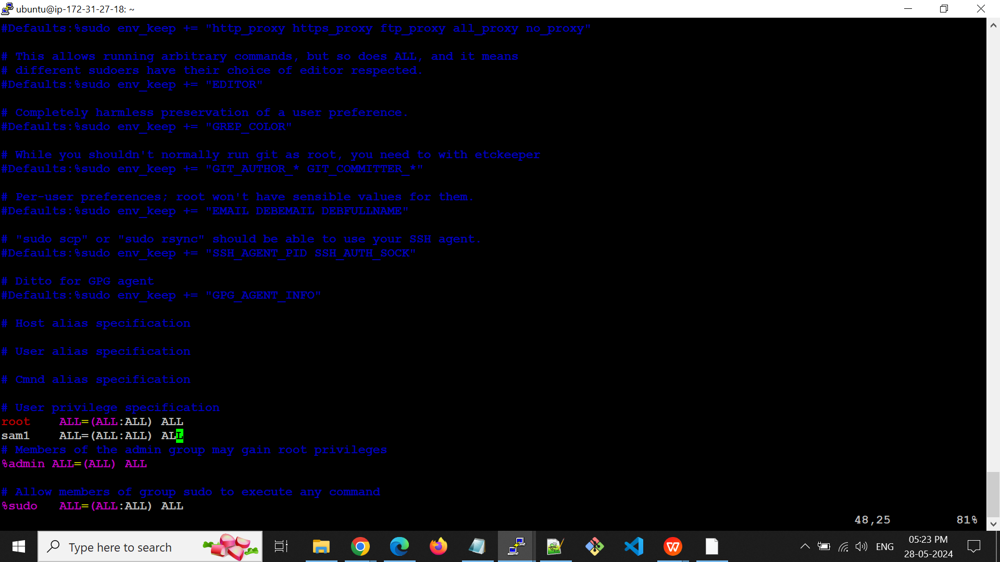 ubuntu@ip-172-31-27-18: ~
#Defaults:%sudo env_keep += "http_proxy https_proxy ftp_proxy all_proxy no_proxy"
# This allows running arbitrary commands, but so does ALL, and it means
# different sudoers have their choice of editor respected.
#Defaults:%sudo env_keep += "EDITOR"
# Completely harmless preservation of a user preference.
#Defaults:%sudo env_keep += "GREP_COLOR"
# While you shouldn't normally run git as root, you need to with etckeeper
#Defaults:%sudo env_keep += "GIT_AUTHOR_* GIT_COMMITTER_*"
# Per-user preferences; root won't have sensible values for them.
#Defaults:%sudo env_keep += "EMAIL DEBEMAIL DEBFULLNAME"
# "sudo scp" or "sudo rsync" should be able to use your SSH agent.
#Defaults:%sudo env_keep += "SSH_AGENT_PID SSH_AUTH_SOCK"
# Ditto for GPG agent
#Defaults:%sudo env_keep += "GPG_AGENT_INFO"
# Host alias specification
# User alias specification
# Cmnd alias specification
# User privilege specification
root    ALL=(ALL:ALL) ALL
sam1    ALL=(ALL:ALL) ALL
# Members of the admin group may gain root privileges
%admin ALL=(ALL) ALL
# Allow members of group sudo to execute any command
%sudo   ALL=(ALL:ALL) ALL
48,25 81%
Type here to search
W
ENG
05:23 PM
28-05-2024